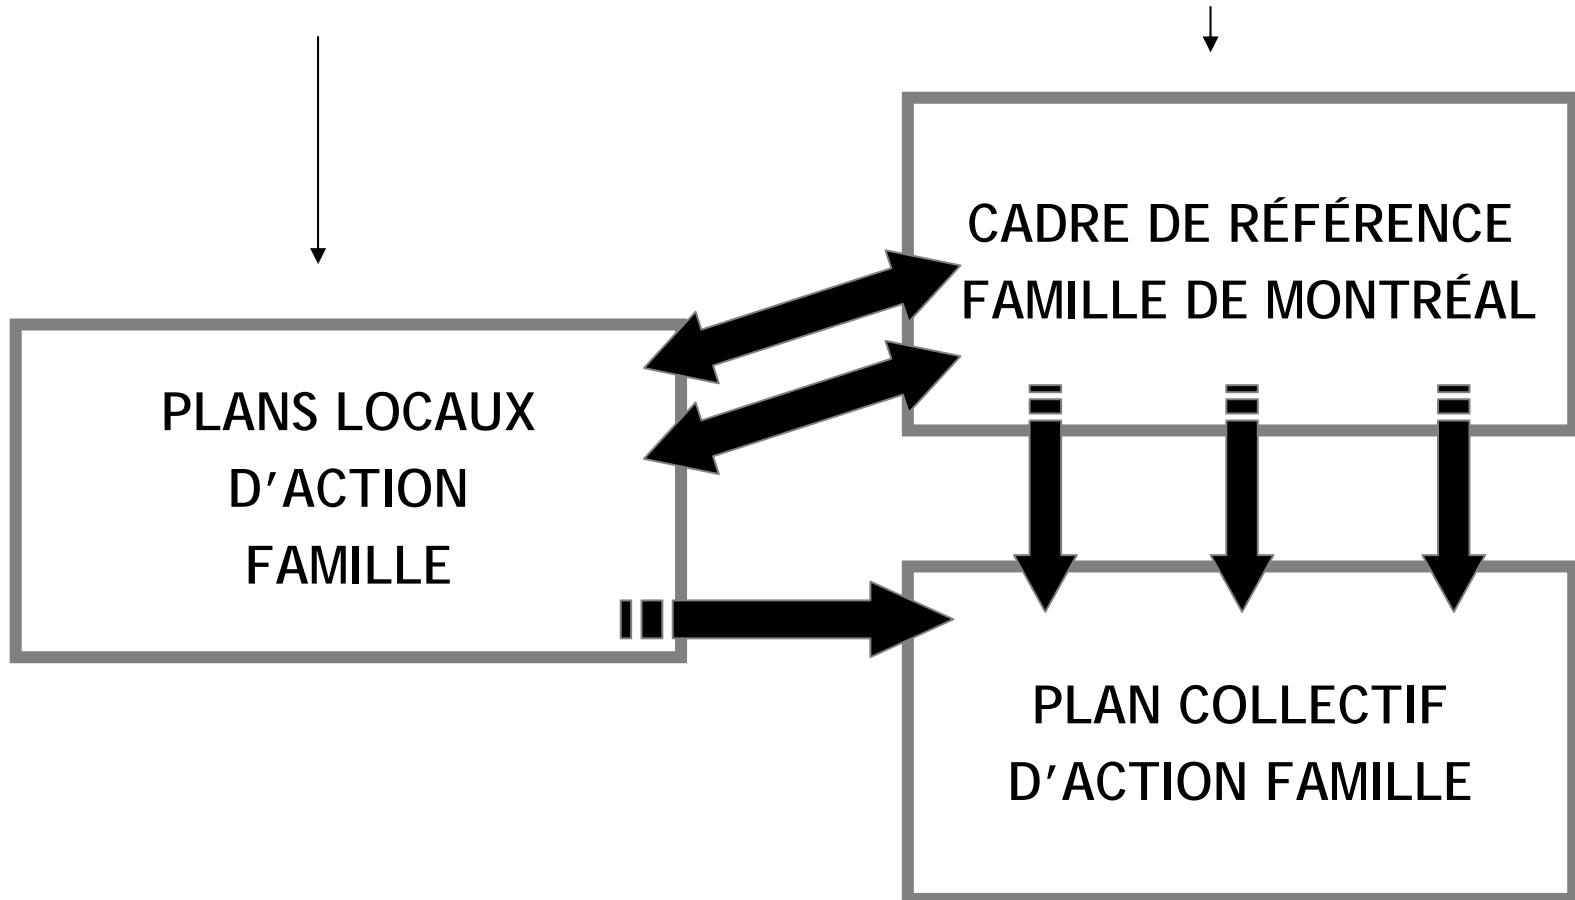 CADRE DE RÉFÉRENCE
FAMILLE DE MONTRÉAL
PLANS LOCAUX
D’ACTION
FAMILLE
PLAN COLLECTIF
D’ACTION FAMILLE